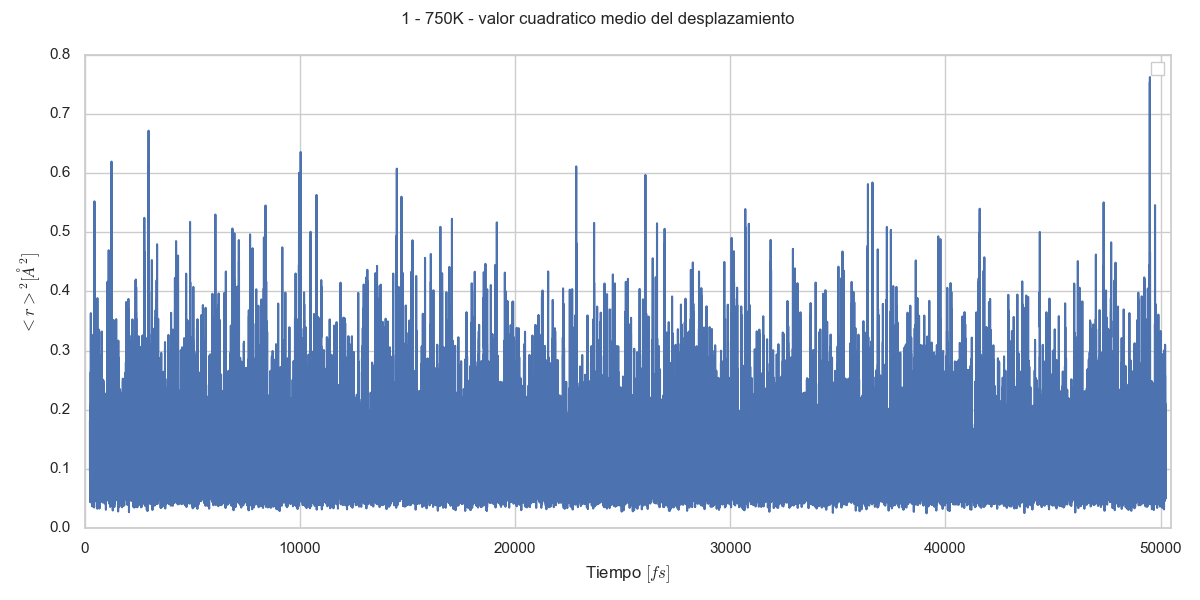 1 - 750K - valor cuadratico medio del desplazamiento
0.8
0.7
0.6
0.5
0.4
0.3
0.2
0.1
0.0
< r >² [Å²]
0 10000 20000 30000 40000 50000
Tiempo [fs]